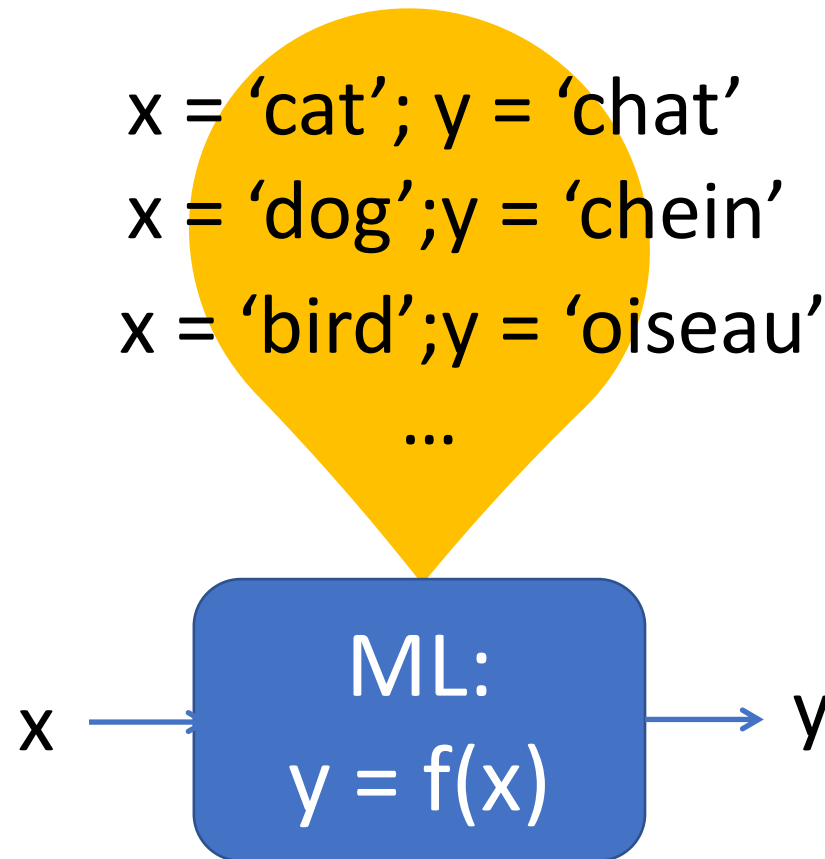 x = ‘cat’; y = ‘chat’
x = ‘dog’;y = ‘chein’
x = ‘bird’;y = ‘oiseau’
…
ML:
x
y = f(x)
y